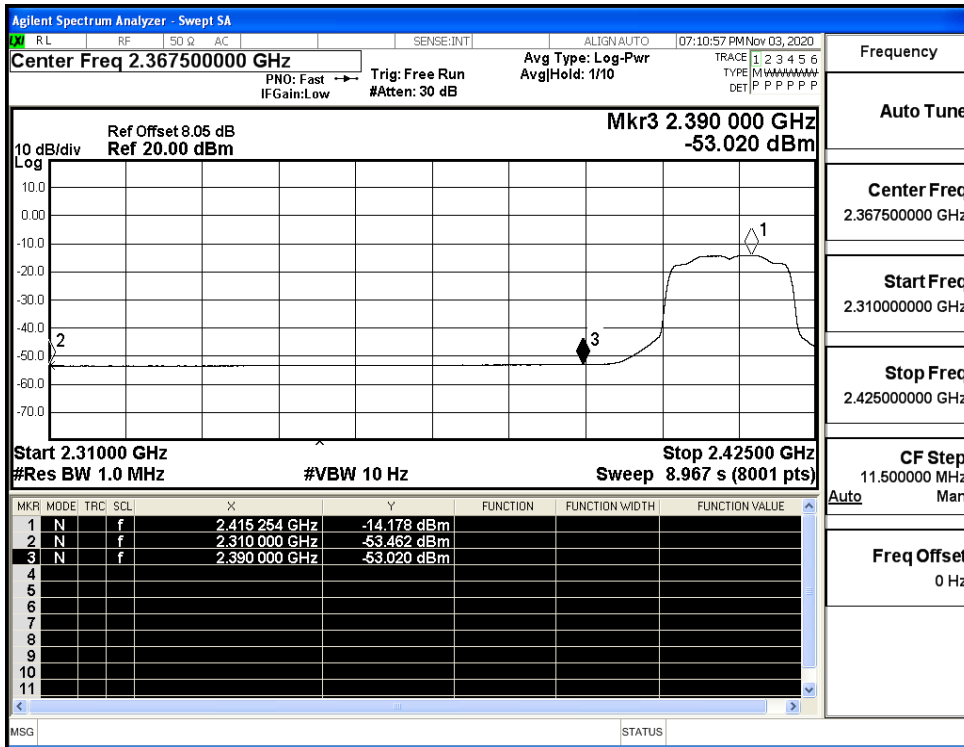 Agilent Spectrum Analyzer - Swept SA
LXI RL RF 50 Ω AC SENSE:INT ALIGN AUTO 07:10:57 PM Nov 03, 2020
Center Freq 2.367500000 GHz Avg Type: Log-Pwr TRACE 1 2 3 4 5 6
PNO: Fast Trig: Free Run Avg|Hold: 1/10 TYPE M WWWWW
IFGain:Low #Atten: 30 dB DET P P P P P P
Frequency
Auto Tune
Center Freq
2.367500000 GHz
Start Freq
2.310000000 GHz
Stop Freq
2.425000000 GHz
CF Step
11.500000 MHz
Auto Man
Freq Offset
0 Hz
Mkr3 2.390 000 GHz
-53.020 dBm
Ref Offset 8.05 dB
10 dB/div Ref 20.00 dBm
Log
10.0
0.00
-10.0
-20.0
-30.0
-40.0
-50.0
-60.0
-70.0
1
2
3
Start 2.31000 GHz Stop 2.42500 GHz
#Res BW 1.0 MHz #VBW 10 Hz Sweep 8.967 s (8001 pts)
MKR MODE TRC SCL X Y FUNCTION FUNCTION WIDTH FUNCTION VALUE
1 N f 2.415 254 GHz -14.178 dBm
2 N f 2.310 000 GHz -53.462 dBm
3 N f 2.390 000 GHz -53.020 dBm
4
5
6
7
8
9
10
11
MSG STATUS